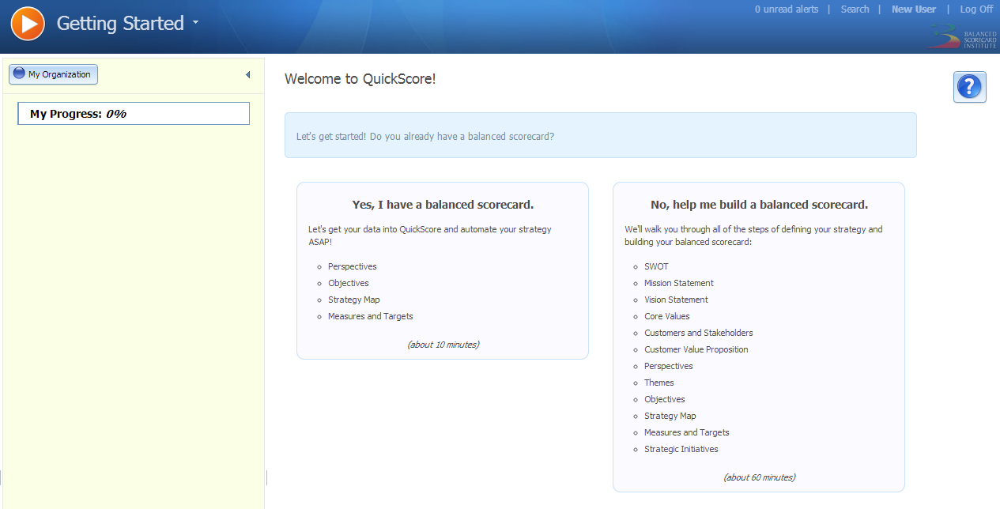 Getting Started
0 unread alerts | Search | New User | Log Off
BALANCED
SCORECARD
INSTITUTE
My Organization
My Progress: 0%
Welcome to QuickScore!
?
Let's get started! Do you already have a balanced scorecard?
Yes, I have a balanced scorecard.
Let's get your data into QuickScore and automate your strategy
ASAP!
Perspectives
Objectives
Strategy Map
Measures and Targets
(about 10 minutes)
No, help me build a balanced scorecard.
We'll walk you through all of the steps of defining your strategy and
building your balanced scorecard:
SWOT
Mission Statement
Vision Statement
Core Values
Customers and Stakeholders
Customer Value Proposition
Perspectives
Themes
Objectives
Strategy Map
Measures and Targets
Strategic Initiatives
(about 60 minutes)